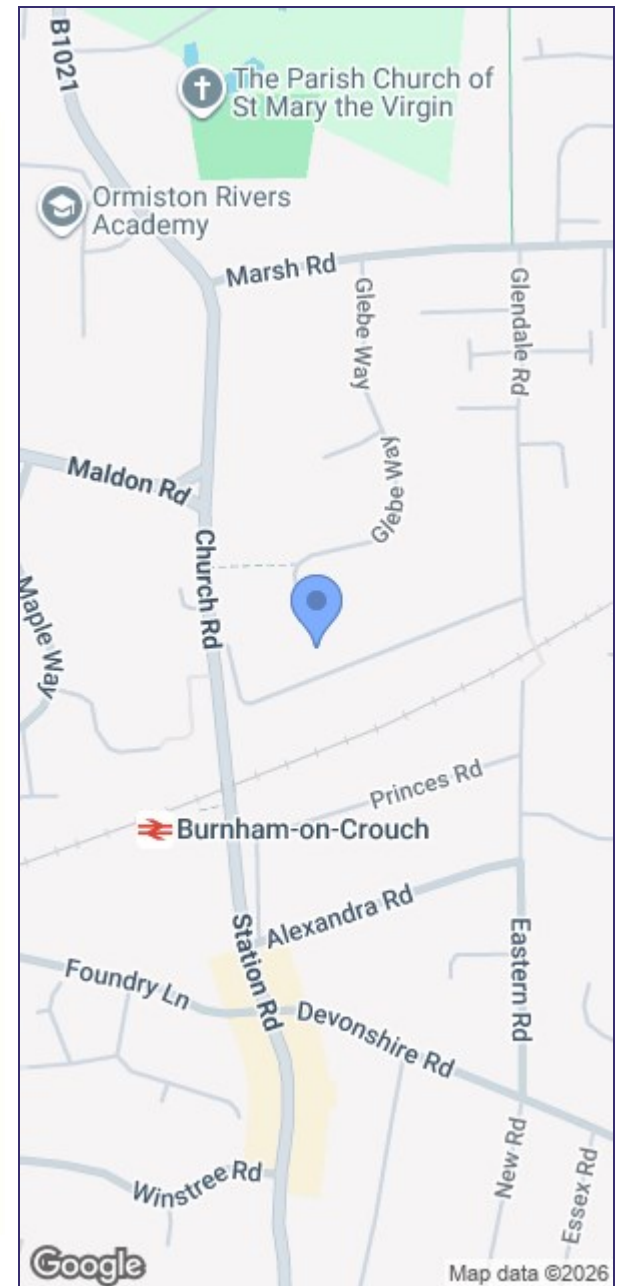 B1021
The Parish Church of
St Mary the Virgin
Ormiston Rivers
Academy
Marsh Rd
Glebe Way
Glendale Rd
Glebe Way
Maldon Rd
Church Rd
Maple Way
Princes Rd
Burnham-on-Crouch
Alexandra Rd
Station Rd
Eastern Rd
Foundry Ln
Devonshire Rd
New Rd
Essex Rd
Winstree Rd
Google
Map data ©2026